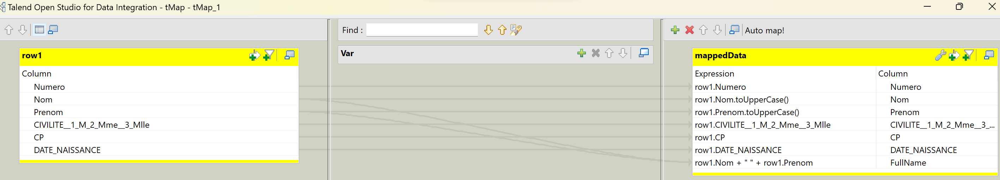 Talend Open Studio for Data Integration - tMap - tMap_1
Find :
Auto map!
row1
Column
Numero
Nom
Prenom
CIVILITE__1_M_2_Mme__3_Mlle
CP
DATE_NAISSANCE
Var
mappedData
Expression Column
row1.Numero Numero
row1.Nom.toUpperCase() Nom
row1.Prenom.toUpperCase() Prenom
row1.CIVILITE__1_M_2_Mme__3_Mlle CIVILITE__1_M_2_Mme__3_...
row1.CP CP
row1.DATE_NAISSANCE DATE_NAISSANCE
row1.Nom + " " + row1.Prenom FullName